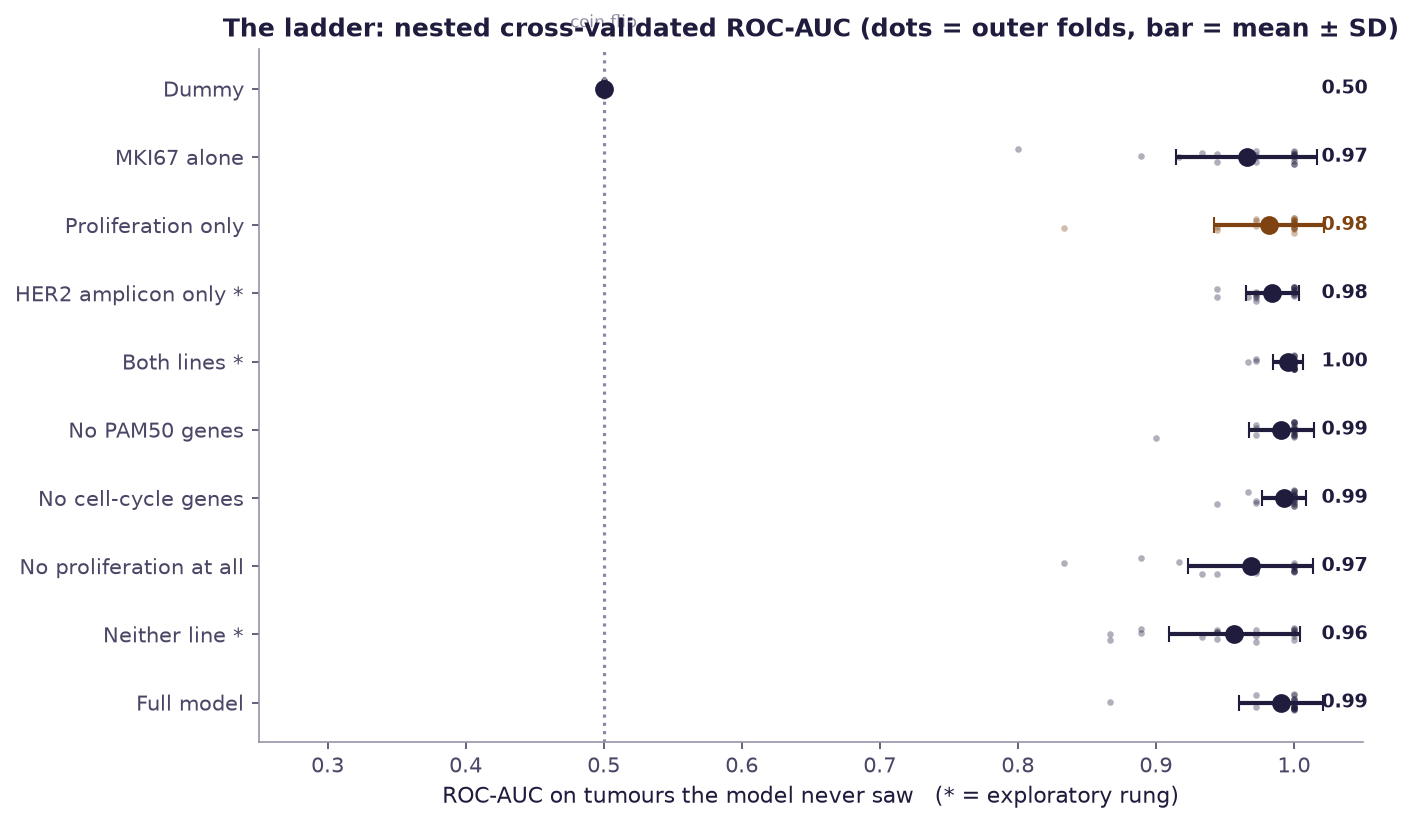 The ladder: nested cross-validated ROC-AUC (dots = outer folds, bar = mean ± SD)
coin flip
Dummy 0.50
MKI67 alone 0.97
Proliferation only 0.98
HER2 amplicon only * 0.98
Both lines * 1.00
No PAM50 genes 0.99
No cell-cycle genes 0.99
No proliferation at all 0.97
Neither line * 0.96
Full model 0.99
0.3 0.4 0.5 0.6 0.7 0.8 0.9 1.0
ROC-AUC on tumours the model never saw (* = exploratory rung)